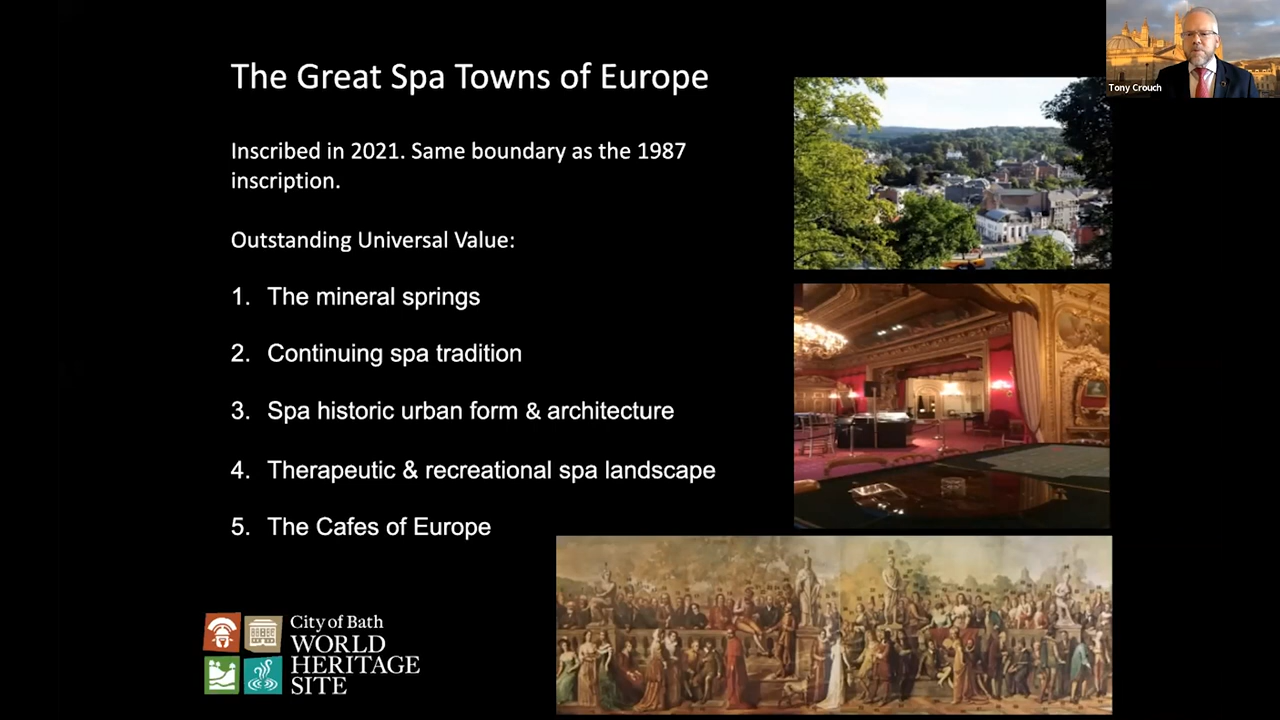 The Great Spa Towns of Europe
Tony Crouch
Inscribed in 2021. Same boundary as the 1987
inscription.
Outstanding Universal Value:
1. The mineral springs
2. Continuing spa tradition
3. Spa historic urban form & architecture
4. Therapeutic & recreational spa landscape
5. The Cafes of Europe
City of Bath
WORLD
HERITAGE
SITE